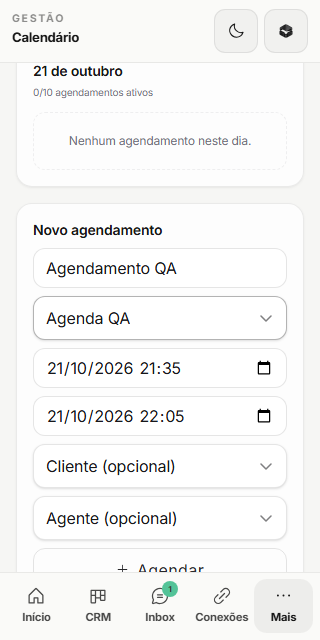 GESTÃO
Calendário
21 de outubro
0/10 agendamentos ativos
Nenhum agendamento neste dia.
Novo agendamento
Agendamento QA
Agenda QA
21/10/2026 21:35
21/10/2026 22:05
Cliente (opcional)
Agente (opcional)
+ Agendar
1
Início
CRM
Inbox
Conexões
Mais